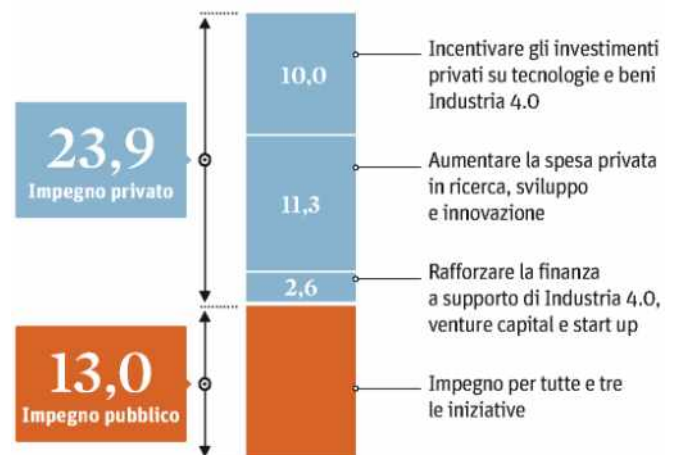 10,0
Incentivare gli investimenti
privati su tecnologie e beni
Industria 4.0
23,9
Impegno privato
11,3
Aumentare la spesa privata
in ricerca, sviluppo
e innovazione
2,6
Rafforzare la finanza
a supporto di Industria 4.0,
venture capital e start up
13,0
Impegno pubblico
Impegno per tutte e tre
le iniziative